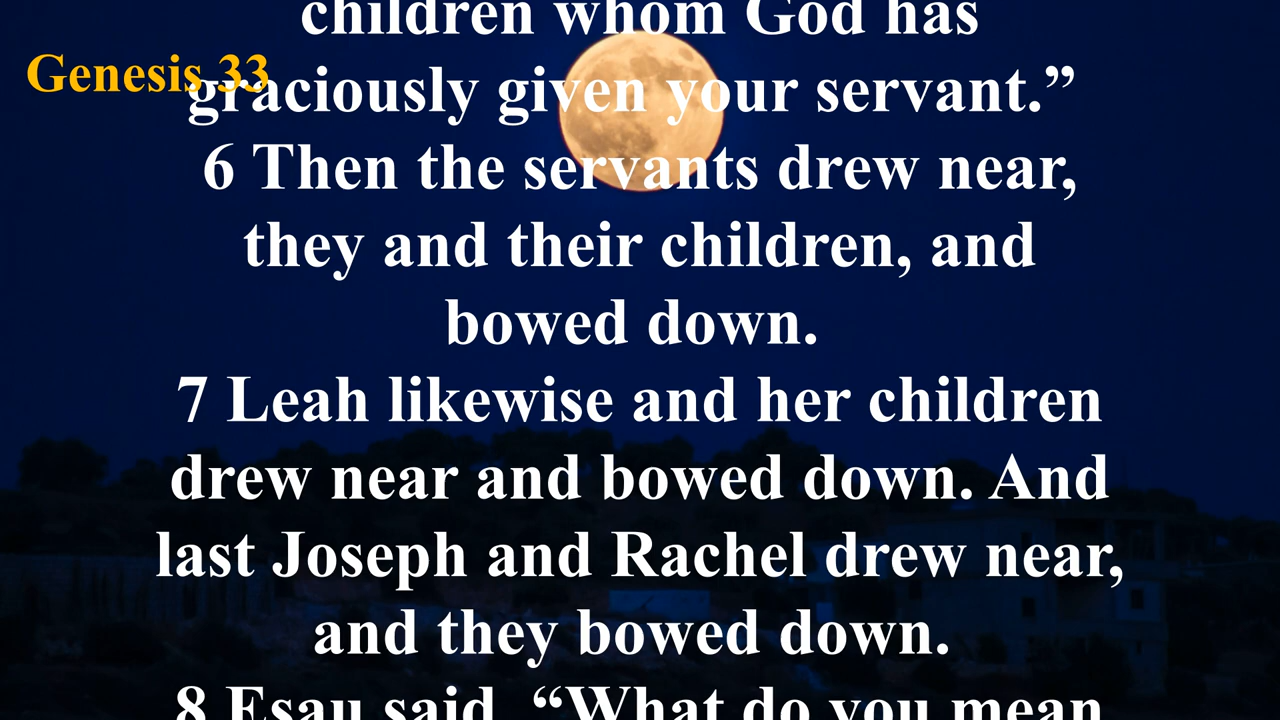 children whom God has
Genesis 33
graciously given your servant.”
6 Then the servants drew near,
they and their children, and
bowed down.
7 Leah likewise and her children
drew near and bowed down. And
last Joseph and Rachel drew near,
and they bowed down.
8 Esau said, “What do you mean